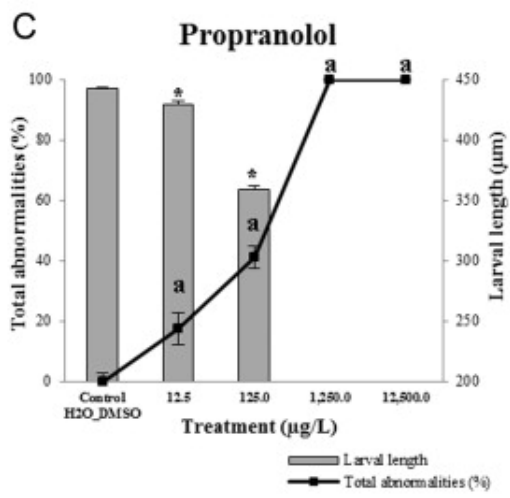 C
Propranolol
Total abnormalities (%)
100
80
60
40
20
0
*
*
a
a
a
a
450
400
350
300
250
200
Larval length (µm)
Control
H2O_DMSO
12.5
125.0
1,250.0
12,500.0
Treatment (µg/L)
Larval length
Total abnormalities (%)